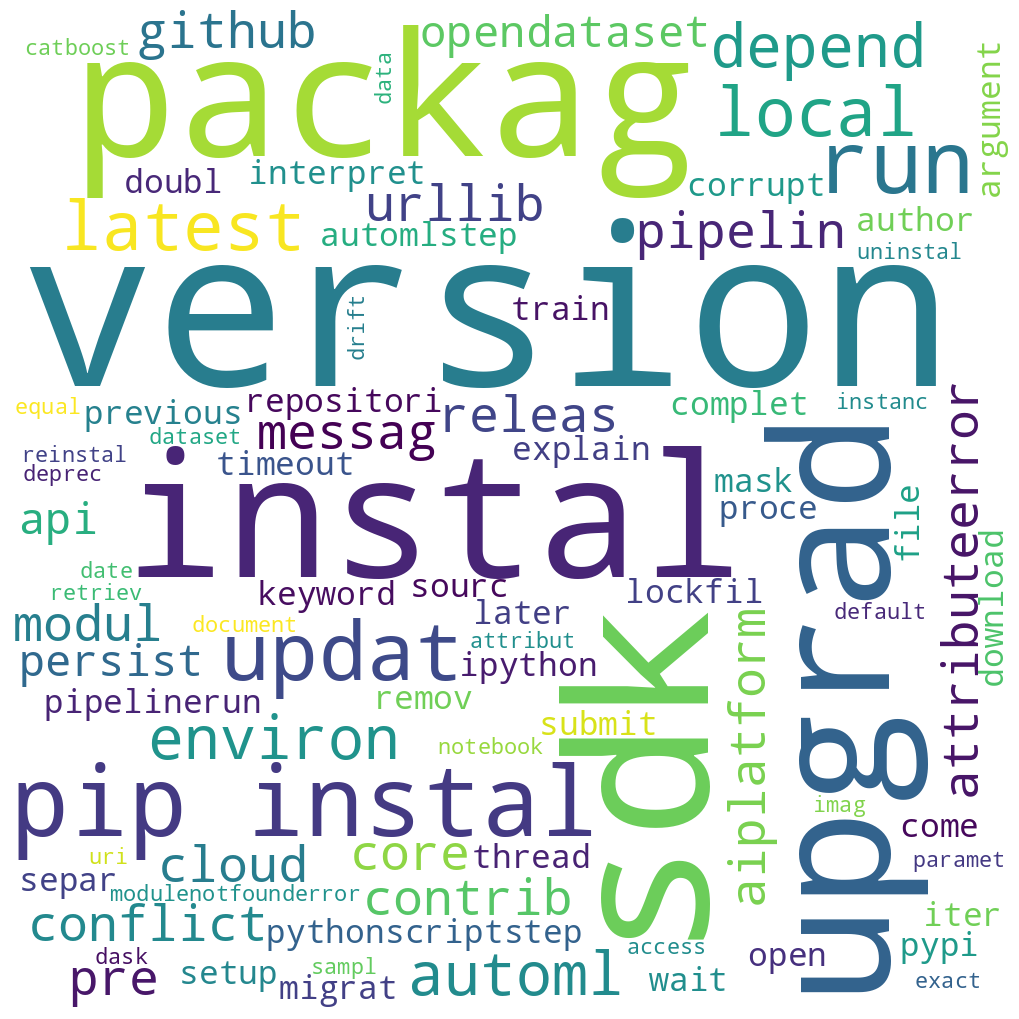 catboost
github
opendataset
depend
argument
packag
data
local
run
doubl
interpret
urllib
corrupt
latest
automlstep
pipelin
author
uninstal
version
drift
train
equal
previous
repositori
releas
complet
instanc
dataset
messag
reinstal
deprec
timeout
explain
mask
proce
file
attributeerror
upgrad
api
instal
date
retriev
keyword
sourc
lockfil
download
modul
document
later
attribut
default
persist
updat
ipython
sdk
aiplatform
pipelinerun
remov
submit
environ
notebook
pip instal
imag
come
uri
cloud
core
thread
paramet
separ
modulenotfounderror
contrib
iter
conflict
pythonscriptstep
access
open
pypi
dask
pre
setup
sampl
migrat
automl
wait
exact